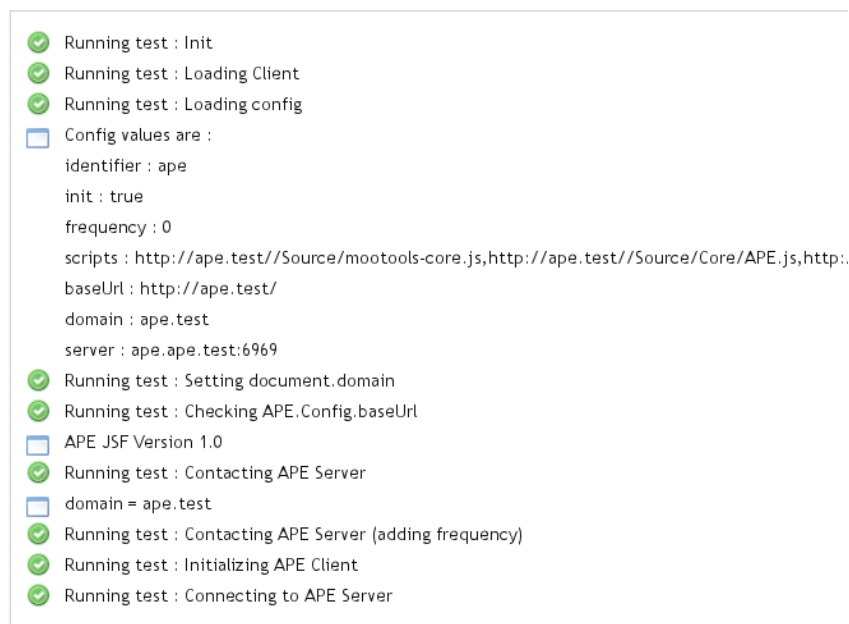 Running test : Init
Running test : Loading Client
Running test : Loading config
Config values are :
identifier : ape
init : true
frequency : 0
scripts : http://ape.test//Source/mootools-core.js,http://ape.test//Source/Core/APE.js,http:
baseUrl : http://ape.test/
domain : ape.test
server : ape.ape.test:6969
Running test : Setting document.domain
Running test : Checking APE.Config.baseUrl
APE JSF Version 1.0
Running test : Contacting APE Server
domain = ape.test
Running test : Contacting APE Server (adding frequency)
Running test : Initializing APE Client
Running test : Connecting to APE Server